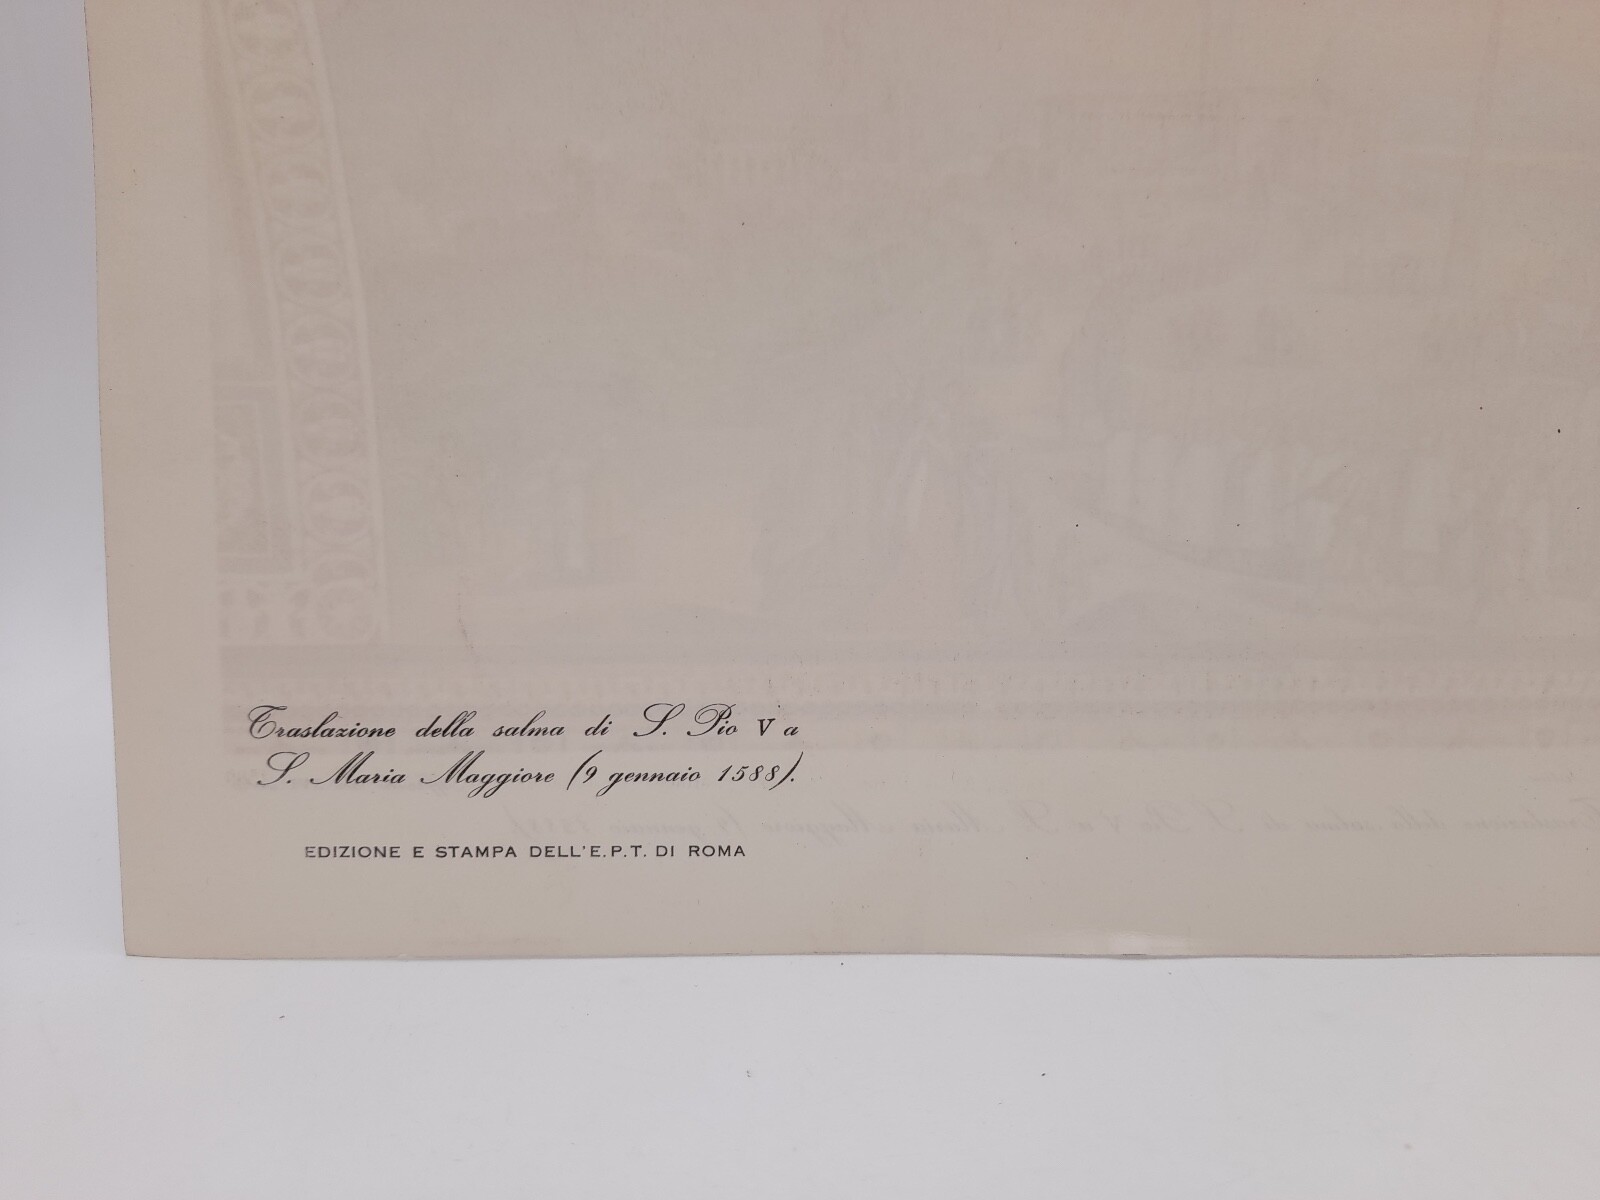 Traslazione della salma di S. Pio V a
S. Maria Maggiore (9 gennaio 1588).
EDIZIONE E STAMPA DELL'E.P.T. DI ROMA